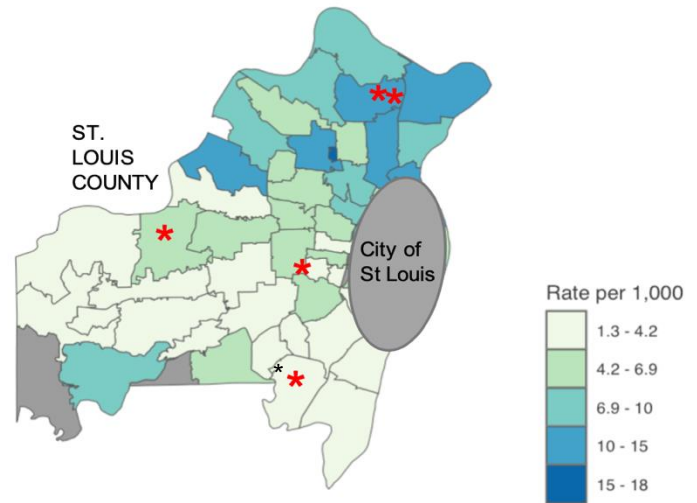 ST.
LOUIS
COUNTY
* *
*
City of
St Louis
*
*
*
Rate per 1,000
1.3 - 4.2
4.2 - 6.9
6.9 - 10
10 - 15
15 - 18